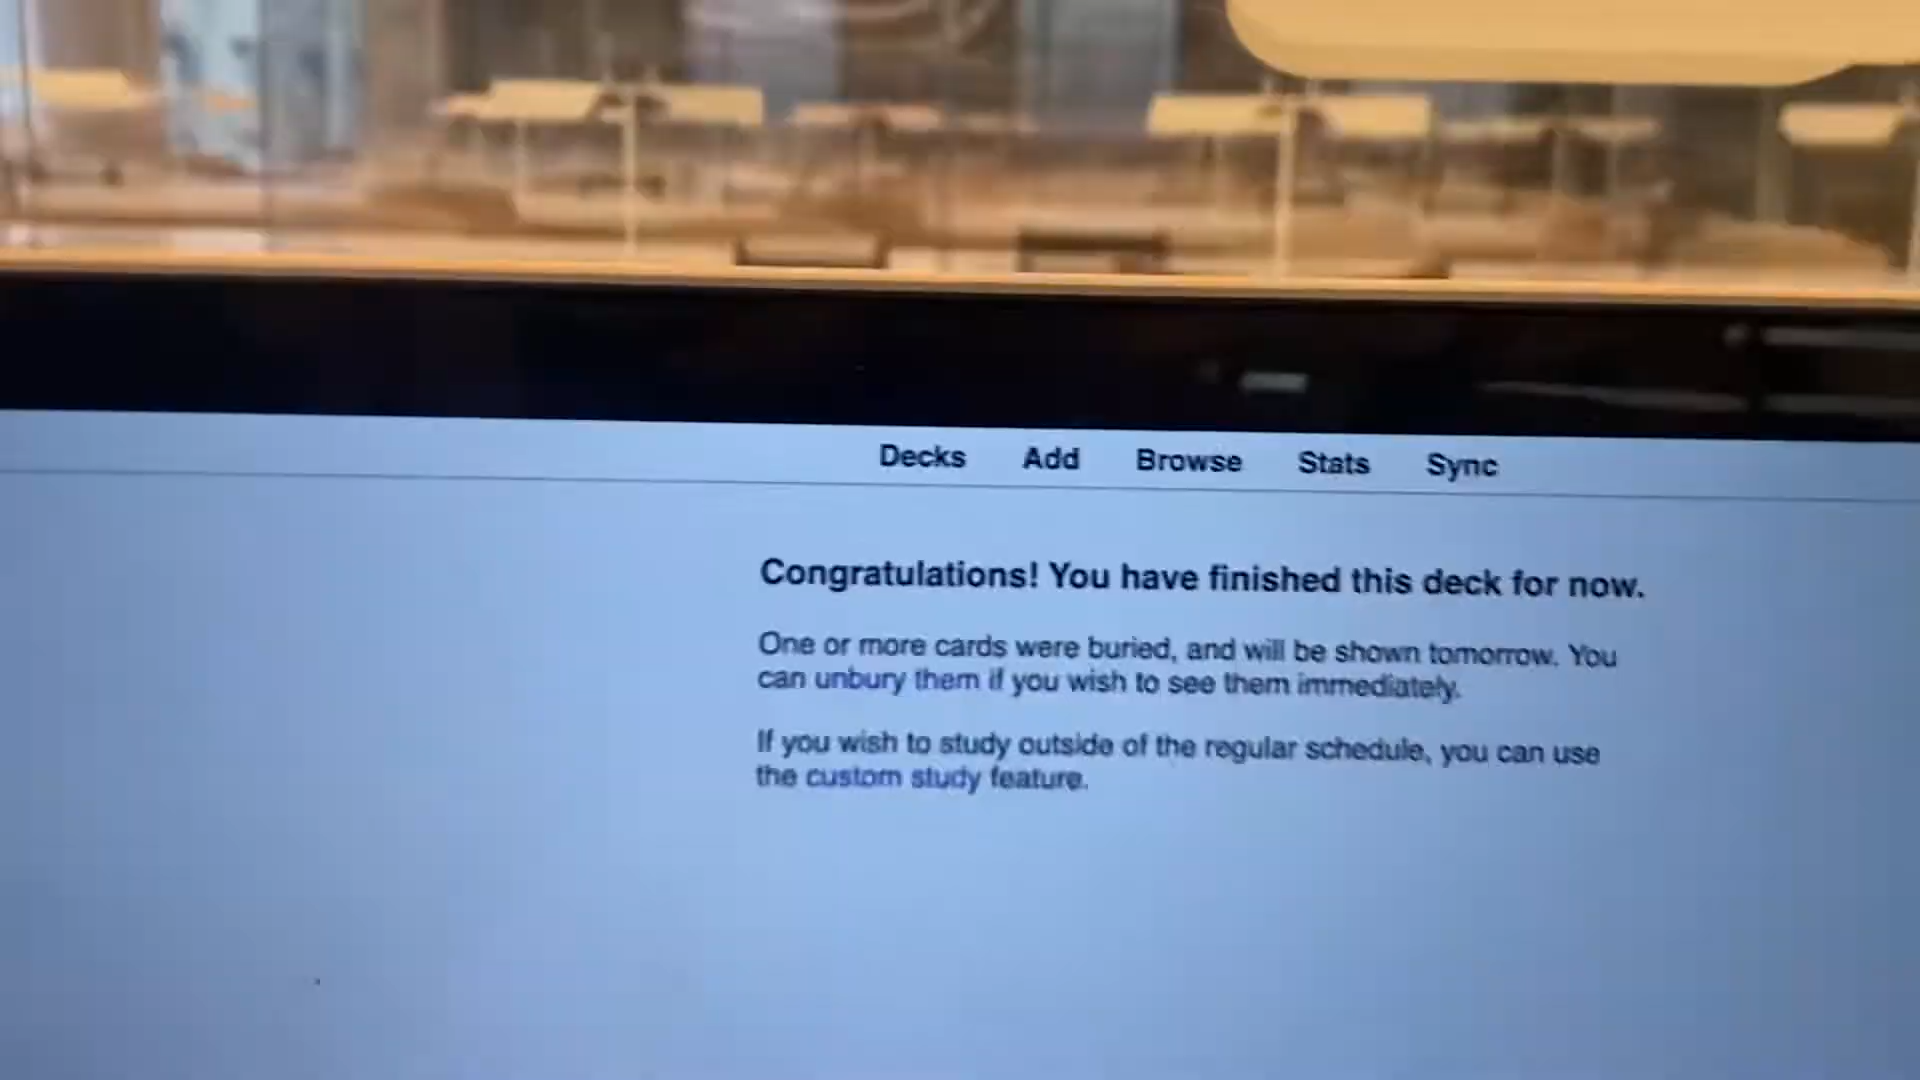 Decks Add Browse Stats Sync
Congratulations! You have finished this deck for now.
One or more cards were buried, and will be shown tomorrow. You
can unbury them if you wish to see them immediately.
If you wish to study outside of the regular schedule, you can use
the custom study feature.